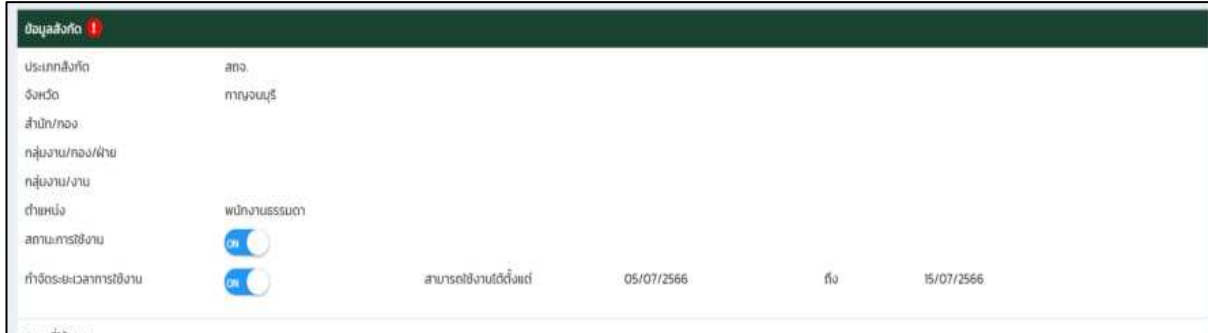 ข้อมูลสังกัด !
ประเภทสังกัด สถจ.
จังหวัด กาญจนบุรี
สำนัก/กอง
กลุ่มงาน/กอง/ฝ่าย
กลุ่มงาน/งาน
ตำแหน่ง พนักงานธรรมดา
สถานะการใช้งาน ON
กำจัดระยะเวลาการใช้งาน ON สามารถใช้งานได้ตั้งแต่ 05/07/2566 ถึง 15/07/2566